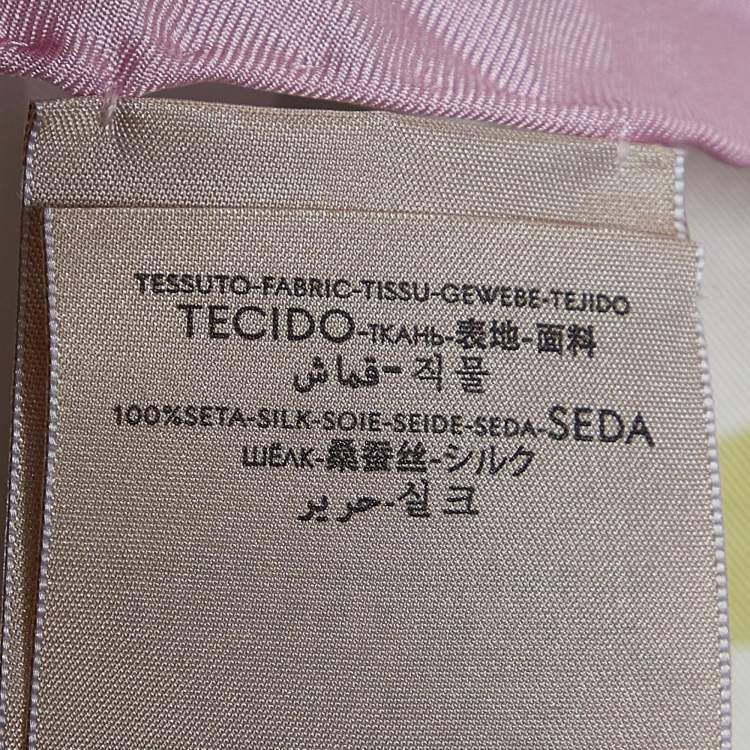 TESSUTO-FABRIC-TISSU-GEWEBE-TEJIDO
TECIDO-ТКАНЬ-表地-面料
قماش-직물
100%SETA-SILK-SOIE-SEIDE-SEDA-SEDA
ШЁЛК-桑蚕丝-シルク
حرير-실크